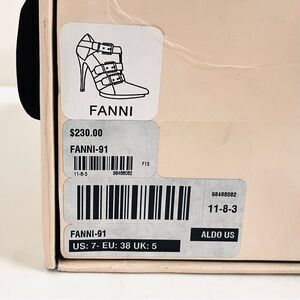 FANNI
$230.00
FANNI-91
F13
11-8-3
98488082
98488082
11-8-3
FANNI-91
ALDO US
US: 7- EU: 38 UK: 5